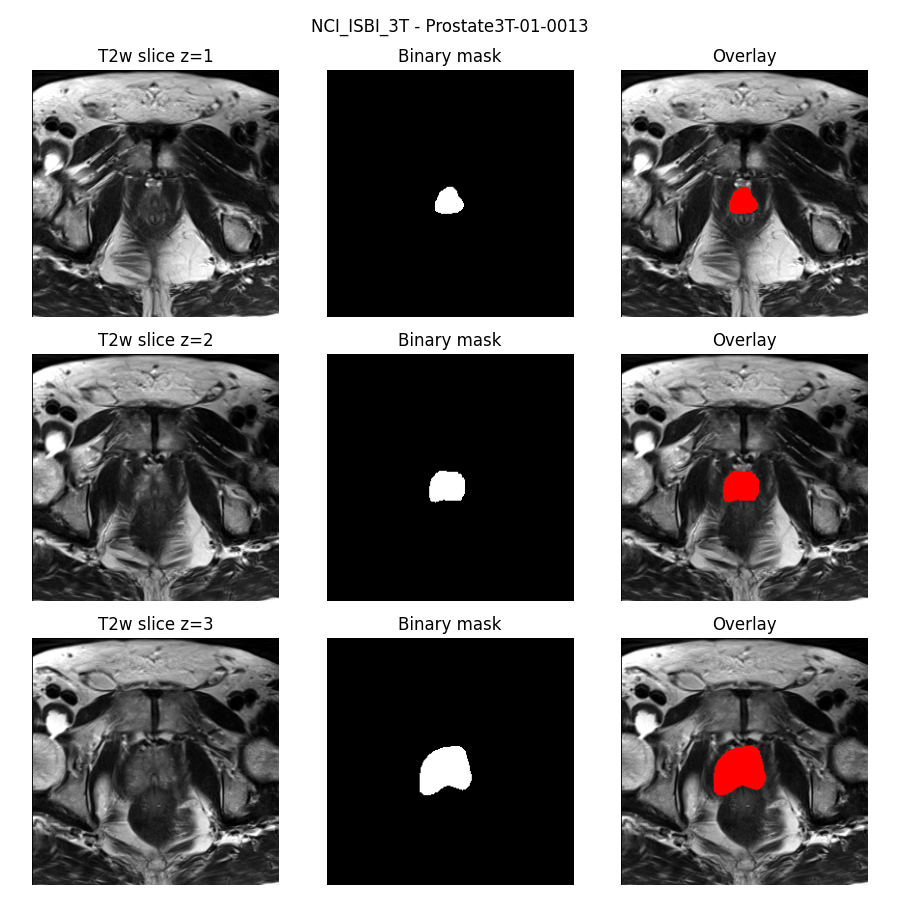 NCI_ISBI_3T - Prostate3T-01-0013
T2w slice z=1
Binary mask
Overlay
T2w slice z=2
Binary mask
Overlay
T2w slice z=3
Binary mask
Overlay